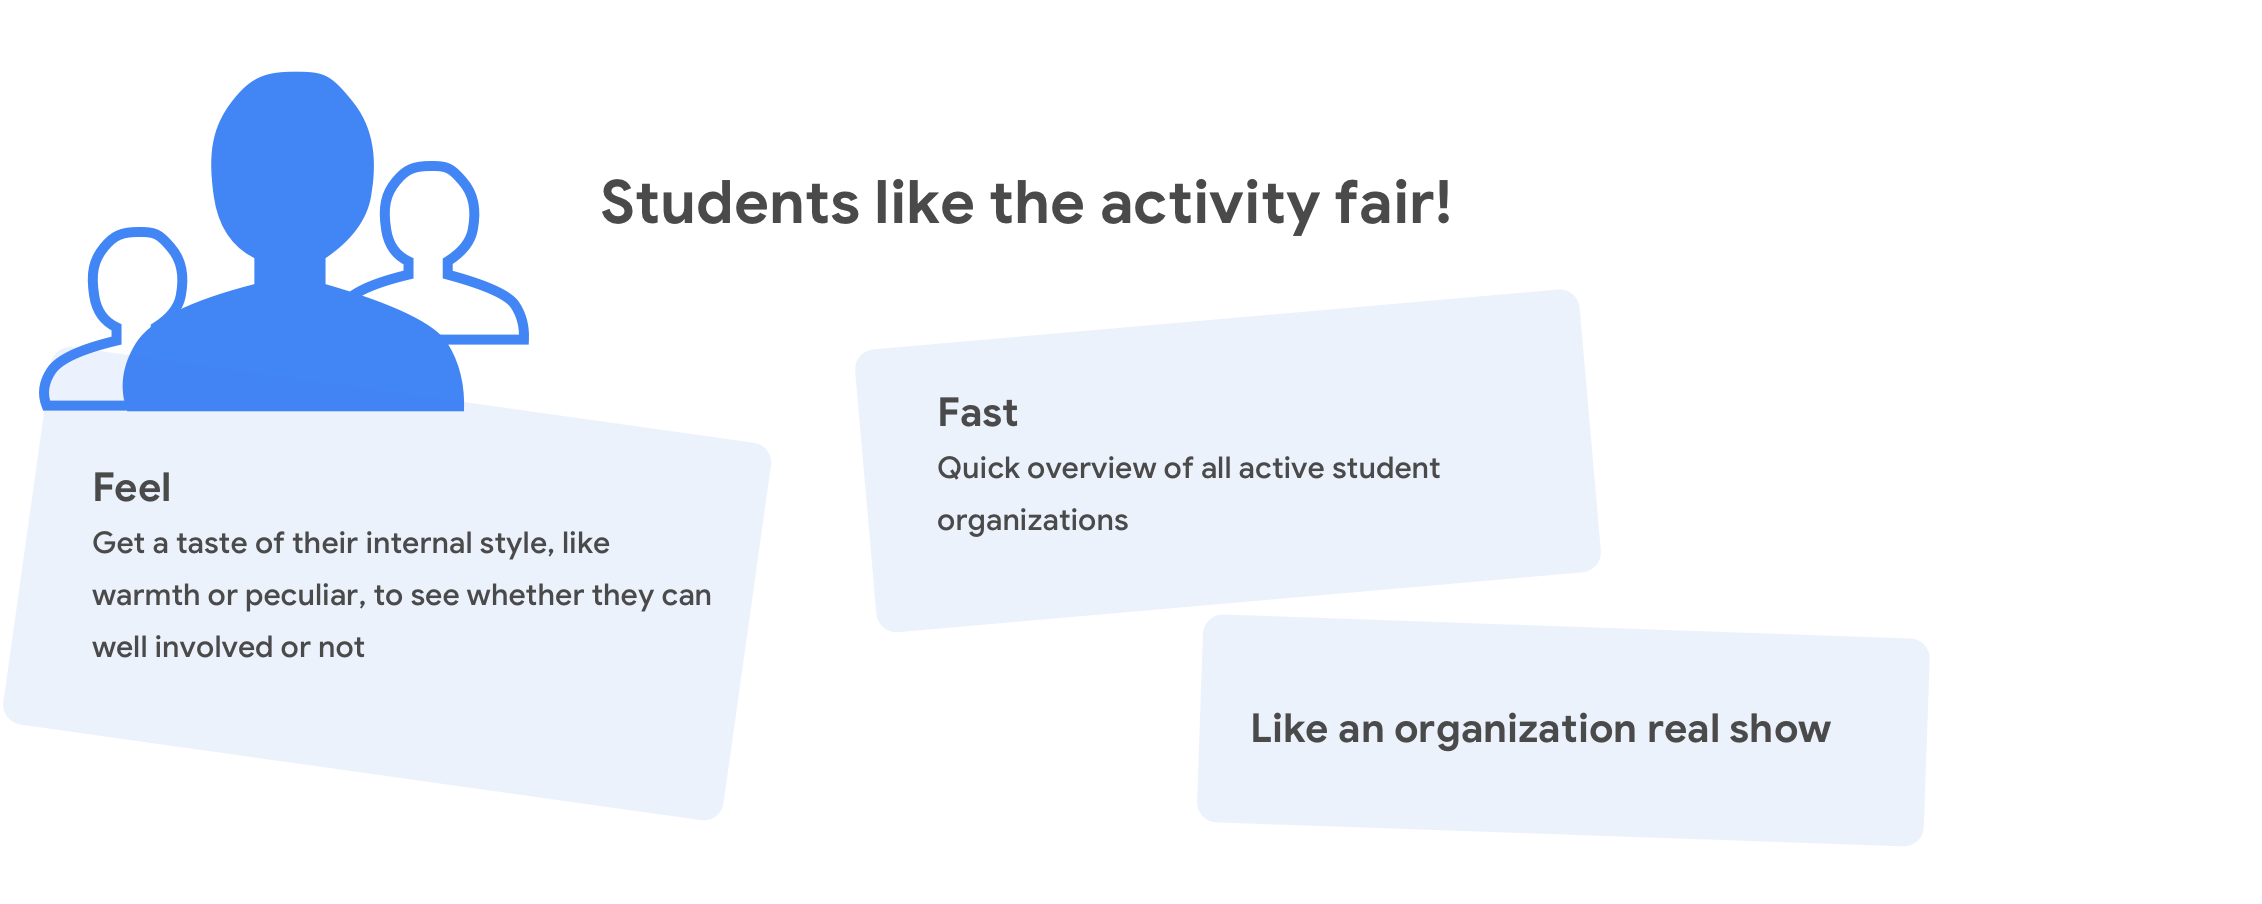 Students like the activity fair!
Feel
Get a taste of their internal style, like
warmth or peculiar, to see whether they can
well involved or not
Fast
Quick overview of all active student
organizations
Like an organization real show